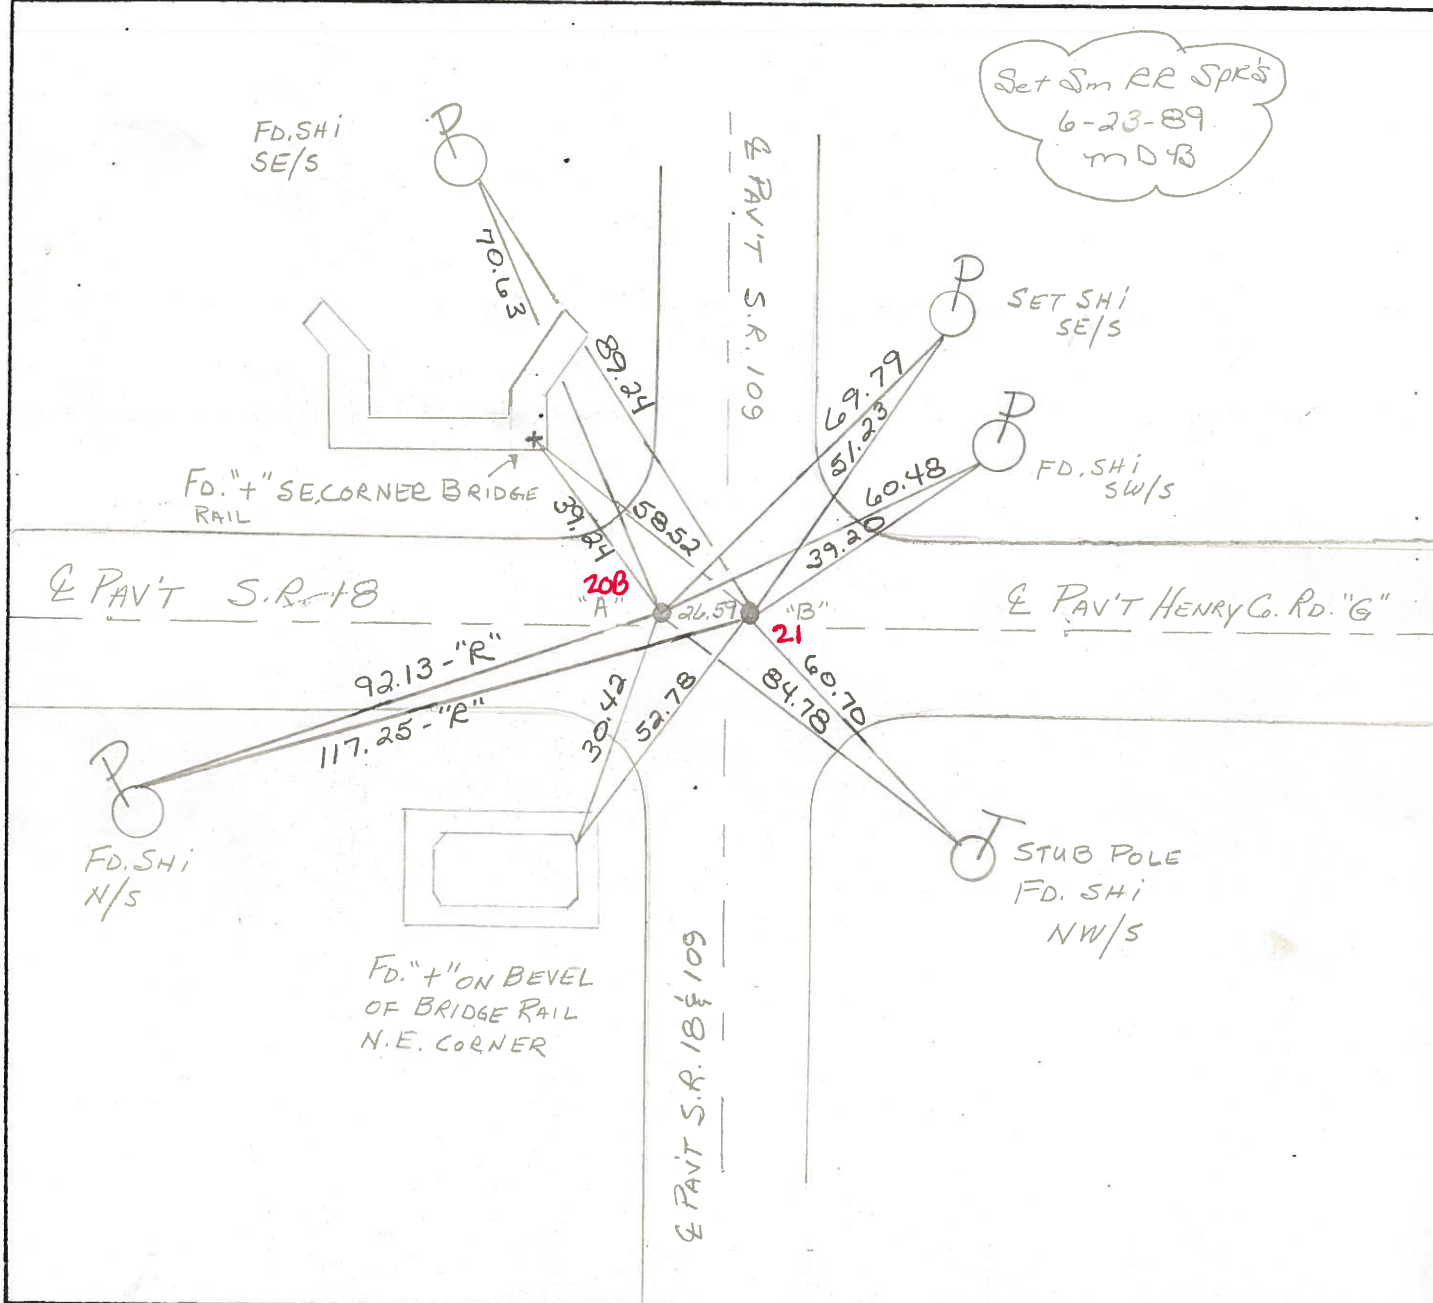 Set Sm RR Spk's
6-23-89
MDB
FD. SHi
SE/S
P
℄ PAV'T S.R. 109
70.63
89.24
P
SET SHi
SE/S
69.79
51.23
P
FD. SHi
SW/S
60.48
39.20
FD. "+" SE. CORNER BRIDGE
RAIL
39.24
58.52
℄ PAV'T S.R. 18
20B
"A"
26.59
"B"
21
℄ PAV'T HENRY CO. RD. "G"
92.13-"R"
117.25-"R"
30.42
52.78
84.78
60.70
P
FD. SHi
N/S
T
STUB POLE
FD. SHi
NW/S
FD. "+" ON BEVEL
OF BRIDGE RAIL
N.E. CORNER
℄ PAV'T S.R. 18 & 109